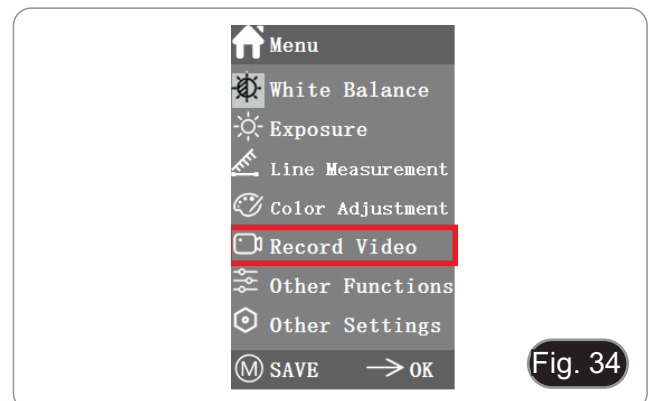 Menu
White Balance
Exposure
Line Measurement
Color Adjustment
Record Video
Other Functions
Other Settings
M SAVE → OK
Fig. 34